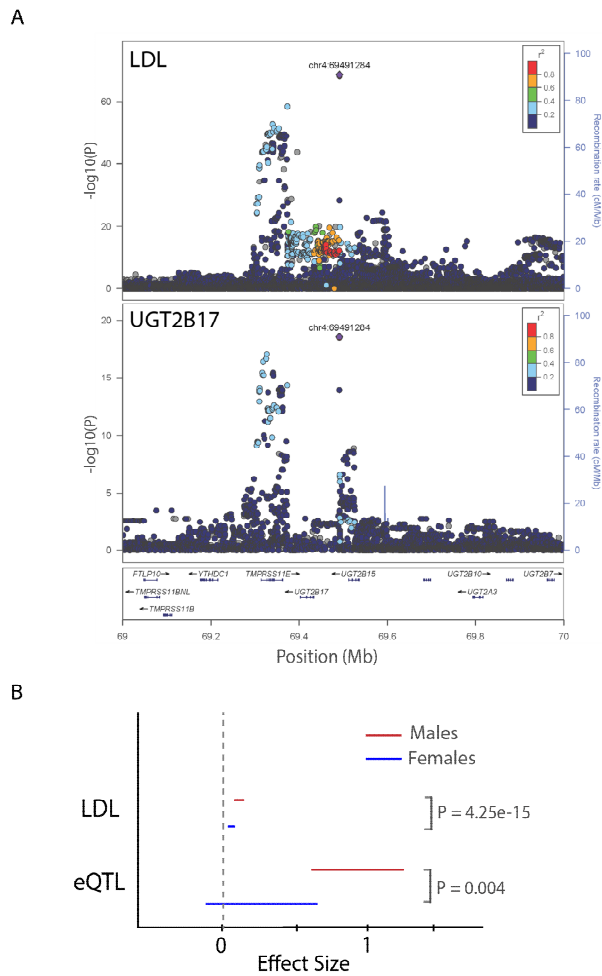 A
LDL
chr4:69491284
r²
0.8
0.6
0.4
0.2
100
80
60
40
20
0
Recombination rate (cM/Mb)
60
40
20
0
-log10(P)
UGT2B17
chr4:69491284
r²
0.8
0.6
0.4
0.2
100
80
60
40
20
0
Recombination rate (cM/Mb)
20
15
10
5
0
-log10(P)
FTLP10 YTHDC1 TMPRSS11E UGT2B15 UGT2B10 UGT2B7
TMPRSS11BNL UGT2B17 UGT2A3
TMPRSS11B
69 69.2 69.4 69.6 69.8 70
Position (Mb)
B
Males
Females
LDL
P = 4.25e-15
eQTL
P = 0.004
0 1
Effect Size